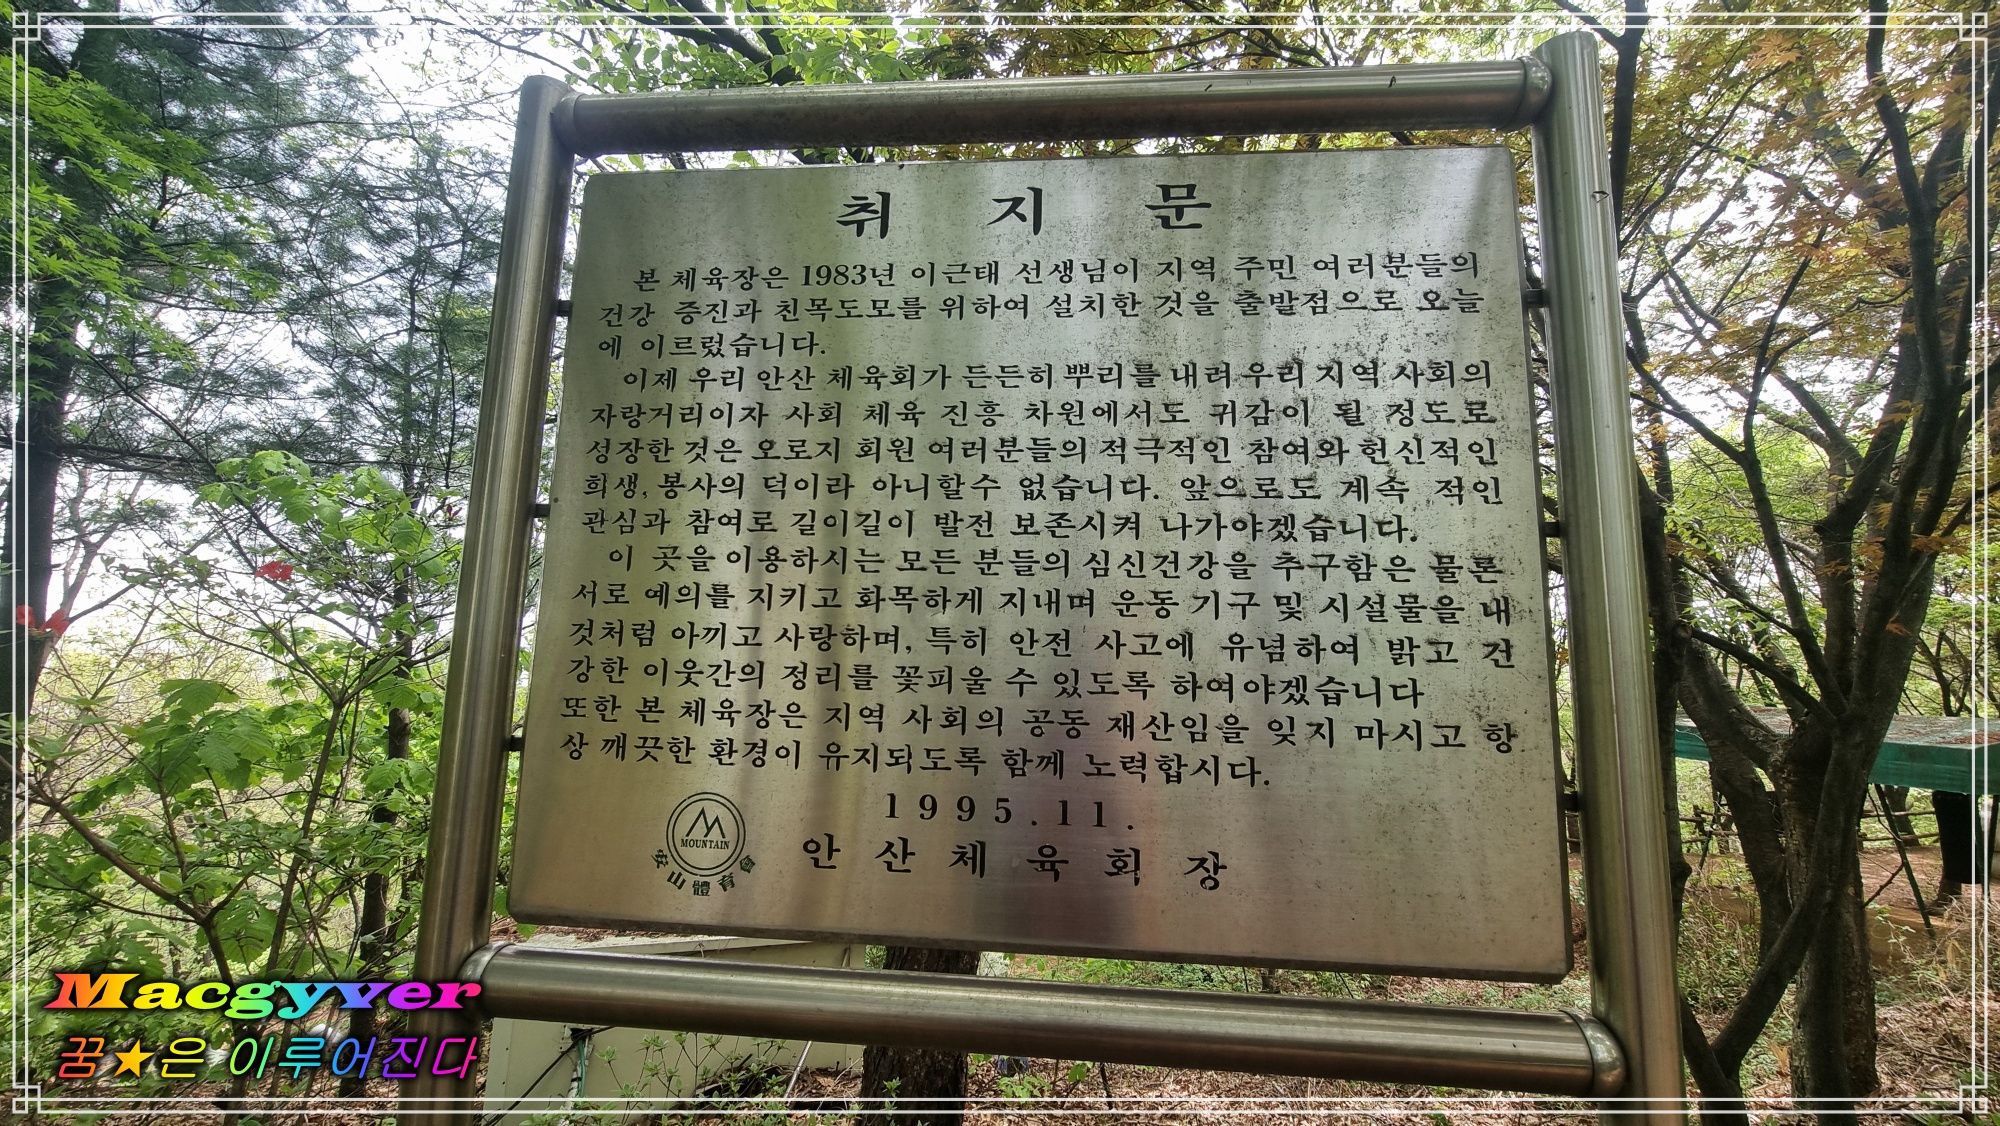 취 지 문
본 체육장은 1983년 이근태 선생님이 지역 주민 여러분들의
건강 증진과 친목도모를 위하여 설치한 것을 출발점으로 오늘
에 이르렀습니다.
이제 우리 안산 체육회가 든든히 뿌리를 내려 우리 지역 사회의
자랑거리이자 사회 체육 진흥 차원에서도 귀감이 될 정도로
성장한 것은 오로지 회원 여러분들의 적극적인 참여와 헌신적인
희생, 봉사의 덕이라 아니할수 없습니다. 앞으로도 계속 적인
관심과 참여로 길이길이 발전 보존시켜 나가야겠습니다.
이 곳을 이용하시는 모든 분들의 심신건강을 추구함은 물론
서로 예의를 지키고 화목하게 지내며 운동 기구 및 시설물을 내
것처럼 아끼고 사랑하며, 특히 안전 사고에 유념하여 밝고 건
강한 이웃간의 정리를 꽃피울 수 있도록 하여야겠습니다
또한 본 체육장은 지역 사회의 공동 재산임을 잊지 마시고 항
상 깨끗한 환경이 유지되도록 함께 노력합시다.
1995.11.
안산체육회장
MOUNTAIN
安山體育會
Macgyver
꿈★은 이루어진다